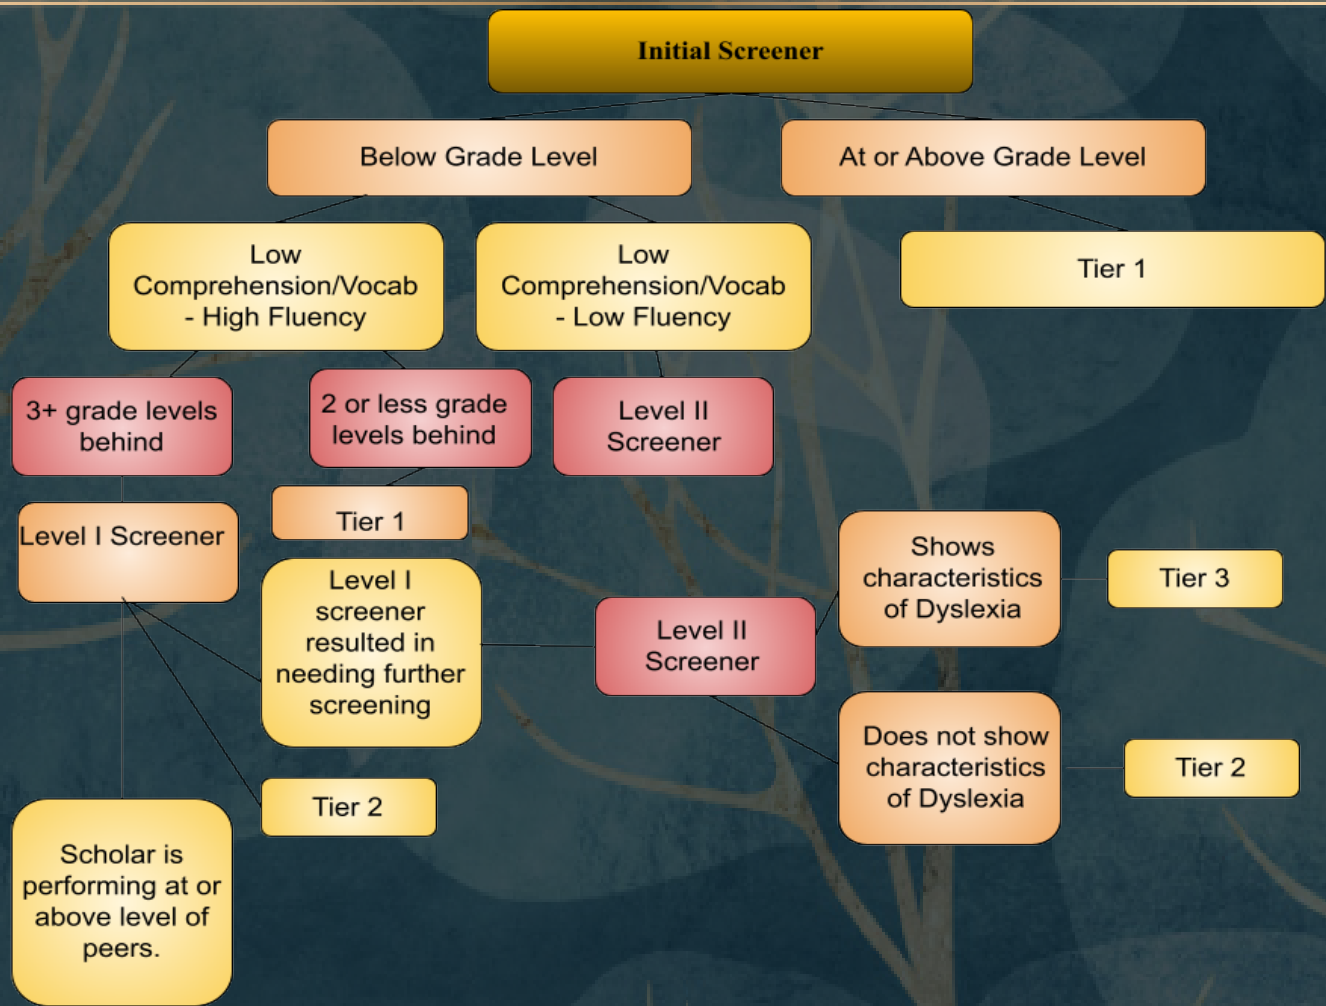 Initial Screener
Below Grade Level
At or Above Grade Level
Low
Comprehension/Vocab
- High Fluency
Low
Comprehension/Vocab
- Low Fluency
Tier 1
3+ grade levels
behind
2 or less grade
levels behind
Level II
Screener
Level I Screener
Tier 1
Level I
screener
resulted in
needing further
screening
Level II
Screener
Shows
characteristics
of Dyslexia
Tier 3
Does not show
characteristics
of Dyslexia
Tier 2
Tier 2
Scholar is
performing at or
above level of
peers.